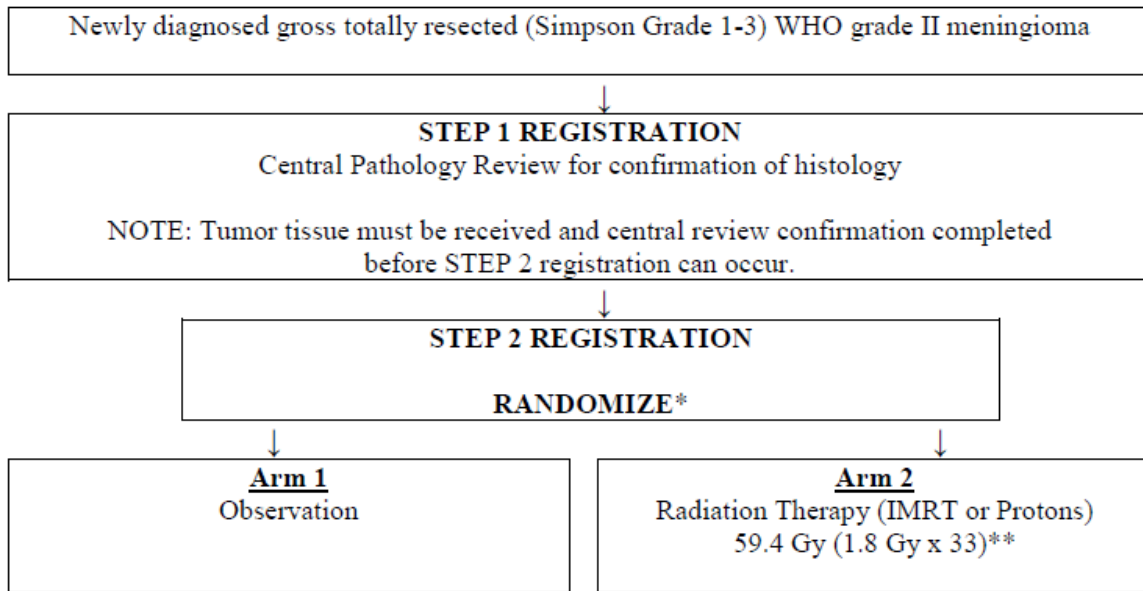 Newly diagnosed gross totally resected (Simpson Grade 1-3) WHO grade II meningioma
↓
STEP 1 REGISTRATION
Central Pathology Review for confirmation of histology
NOTE: Tumor tissue must be received and central review confirmation completed
before STEP 2 registration can occur.
↓
STEP 2 REGISTRATION
RANDOMIZE*
↓ ↓
Arm 1
Observation
Arm 2
Radiation Therapy (IMRT or Protons)
59.4 Gy (1.8 Gy x 33)**